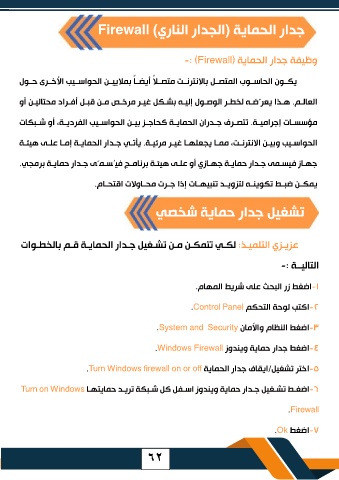 جدار الحماية (الجدار الناري) Firewall
وظيفة جدار الحماية (Firewall) :-
يكون الحاسوب المتصل بالانترنت متصلاً أيضاً بملايين الحواسيب الأخرى حول
العالم. هذا يعرّضه لخطر الوصول إليه بشكل غير مرخص من قبل أفراد محتالين أو
مؤسسات إجرامية. تتصرف جدران الحماية كحاجز بين الحواسيب الفردية، أو شبكات
الحواسيب وبين الانترنت، مما يجعلها غير مرئية. يأتي جدار الحماية إما على هيئة
جهاز فيسمى جدار حماية جهازي أو على هيئة برنامج فيُسمّى جدار حماية برمجي.
يمكن ضبط تكوينه لتزويد تنبيهات إذا جرت محاولات اقتحام.
تشغيل جدار حماية شخصي
عزيزي التلميذ: لكي تتمكن من تشغيل جدار الحماية قم بالخطوات
التالية :-
١-اضغط زر البحث على شريط المهام.
٢-اكتب لوحة التحكم Control Panel.
٣-اضغط النظام والأمان System and Security.
٤-اضغط جدار حماية ويندوز Windows Firewall.
٥-اختر تشغيل/ايقاف جدار الحماية Turn Windows firewall on or off.
٦-اضغط تشغيل جدار حماية ويندوز اسفل كل شبكة تريد حمايتها Turn on Windows
Firewall.
٧-اضغط Ok.
٦٢